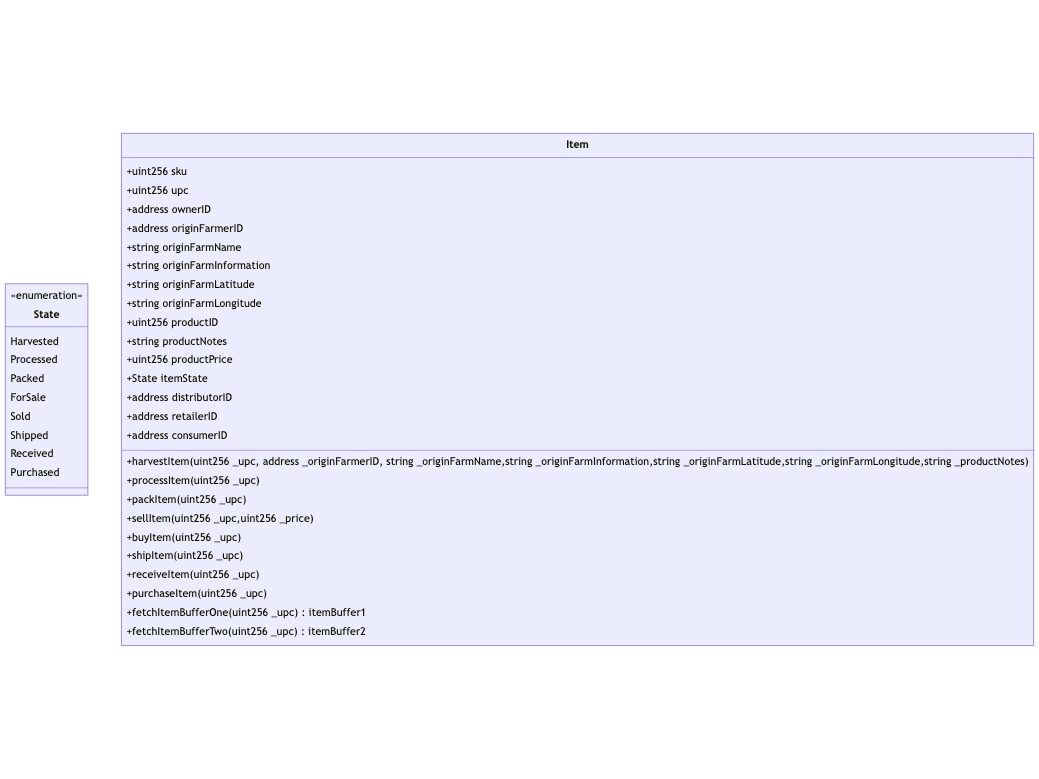 «enumeration»
State
Harvested
Processed
Packed
ForSale
Sold
Shipped
Received
Purchased
Item
+uint256 sku
+uint256 upc
+address ownerID
+address originFarmerID
+string originFarmName
+string originFarmInformation
+string originFarmLatitude
+string originFarmLongitude
+uint256 productID
+string productNotes
+uint256 productPrice
+State itemState
+address distributorID
+address retailerID
+address consumerID
+harvestItem(uint256 _upc, address _originFarmerID, string _originFarmName,string _originFarmInformation,string _originFarmLatitude,string _originFarmLongitude,string _productNotes)
+processItem(uint256 _upc)
+packItem(uint256 _upc)
+sellItem(uint256 _upc,uint256 _price)
+buyItem(uint256 _upc)
+shipItem(uint256 _upc)
+receiveItem(uint256 _upc)
+purchaseItem(uint256 _upc)
+fetchItemBufferOne(uint256 _upc) : itemBuffer1
+fetchItemBufferTwo(uint256 _upc) : itemBuffer2